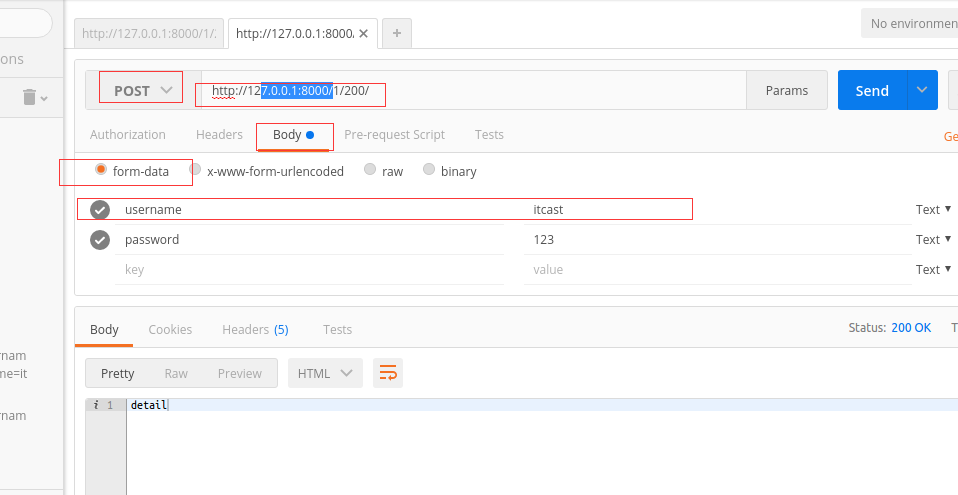 http://127.0.0.1:8000/1/:
http://127.0.0.1:8000/
No environmen
ons
POST
http://127.0.0.1:8000/1/200/
Params
Send
Authorization
Headers
Body
Pre-request Script
Tests
Ge
form-data
x-www-form-urlencoded
raw
binary
username
itcast
Text
password
123
Text
key
value
Text
Body
Cookies
Headers (5)
Tests
Status: 200 OK
T
rnam
me=it
rnam
Pretty
Raw
Preview
HTML
i 1
detail